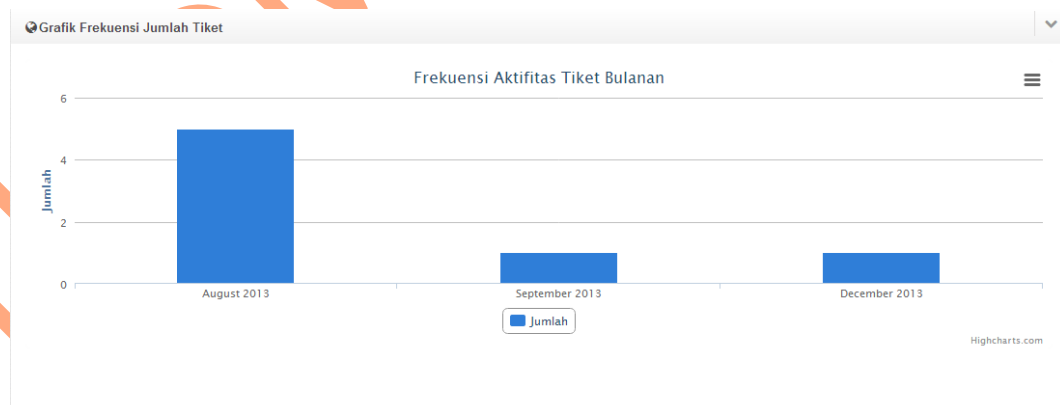 Grafik Frekuensi Jumlah Tiket
Frekuensi Aktifitas Tiket Bulanan
6
4
2
0
Jumlah
August 2013
September 2013
December 2013
Jumlah
Highcharts.com